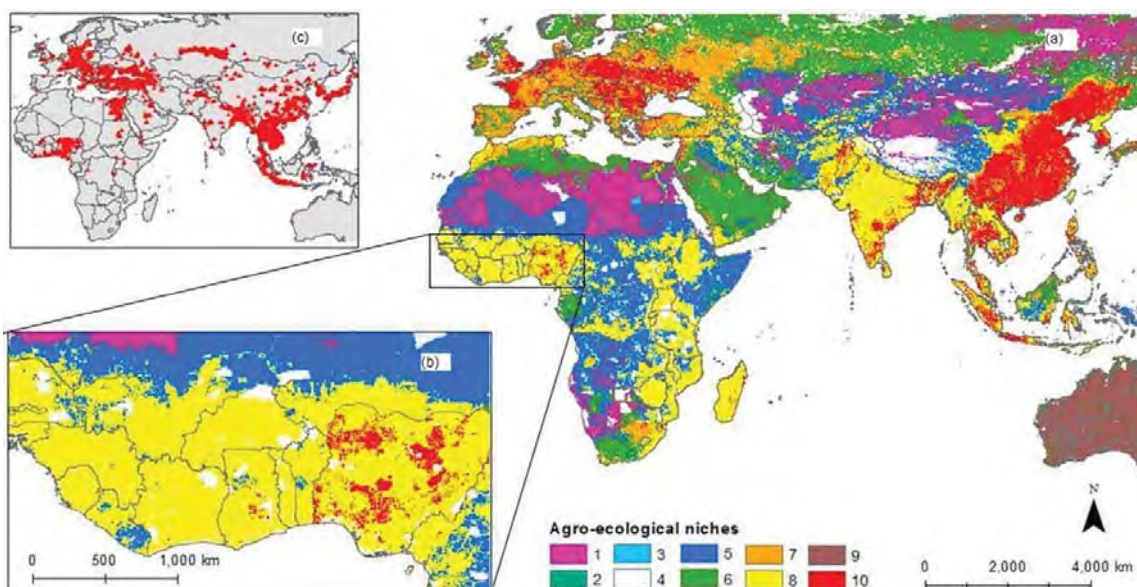 (c)
(a)
(b)
N
0 500 1,000 km
Agro-ecological niches
1 3 5 7 9
2 4 6 8 10
0 2,000 4,000 km